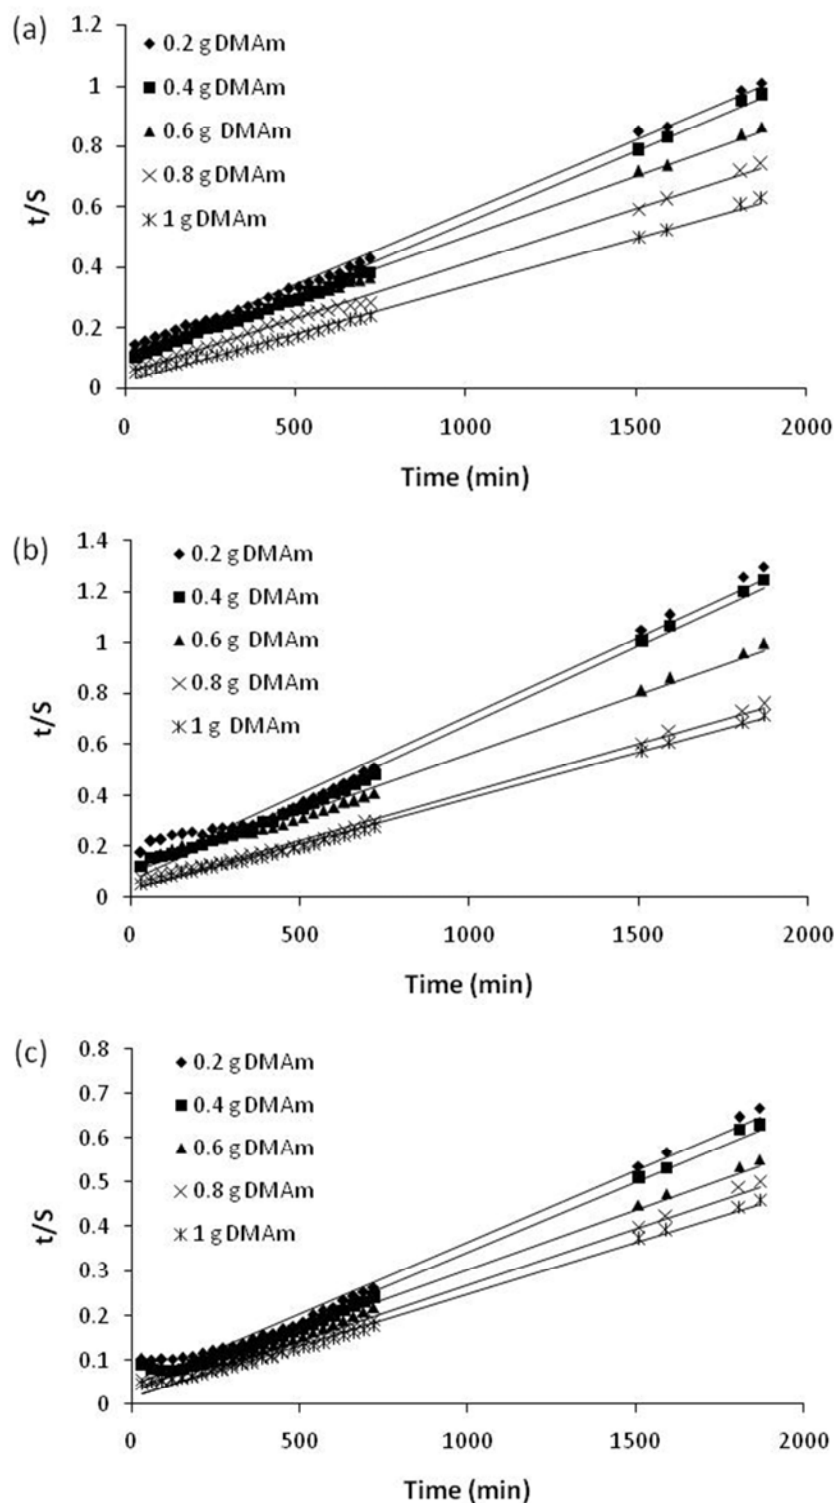 (a)
1.2
1
0.8
0.6
0.4
0.2
0
t/S
0.2 g DMAm
0.4 g DMAm
0.6 g DMAm
0.8 g DMAm
1 g DMAm
0 500 1000 1500 2000
Time (min)
(b)
1.4
1.2
1
0.8
0.6
0.4
0.2
0
t/S
0.2 g DMAm
0.4 g DMAm
0.6 g DMAm
0.8 g DMAm
1 g DMAm
0 500 1000 1500 2000
Time (min)
(c)
0.8
0.7
0.6
0.5
0.4
0.3
0.2
0.1
0
t/S
0.2 g DMAm
0.4 g DMAm
0.6 g DMAm
0.8 g DMAm
1 g DMAm
0 500 1000 1500 2000
Time (min)